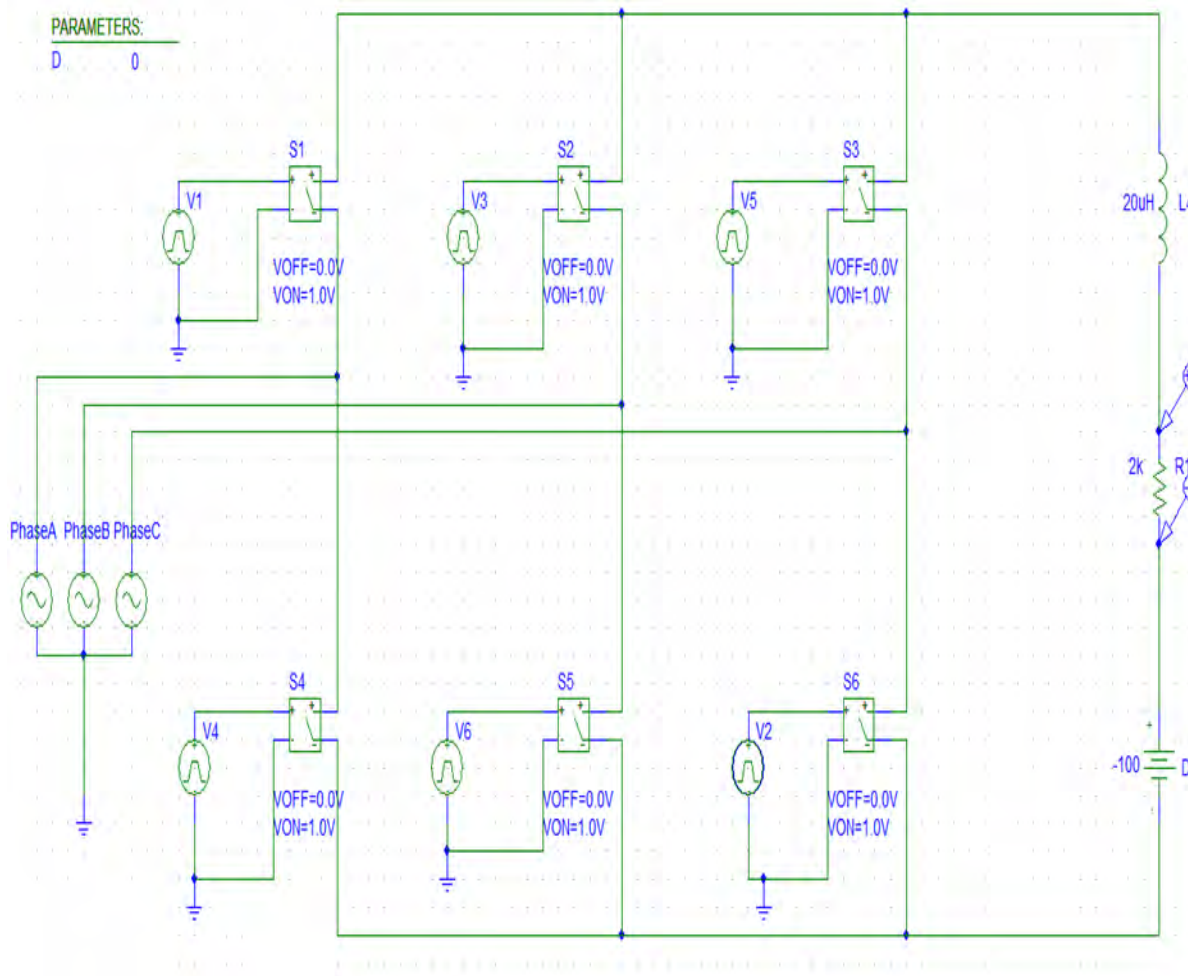 PARAMETERS:
D 0
S1
S2
S3
V1
V3
V5
20uH
VOFF=0.0V
VON=1.0V
VOFF=0.0V
VON=1.0V
VOFF=0.0V
VON=1.0V
2k
R1
PhaseA PhaseB PhaseC
S4
S5
S6
V4
V6
V2
-100
D
VOFF=0.0V
VON=1.0V
VOFF=0.0V
VON=1.0V
VOFF=0.0V
VON=1.0V